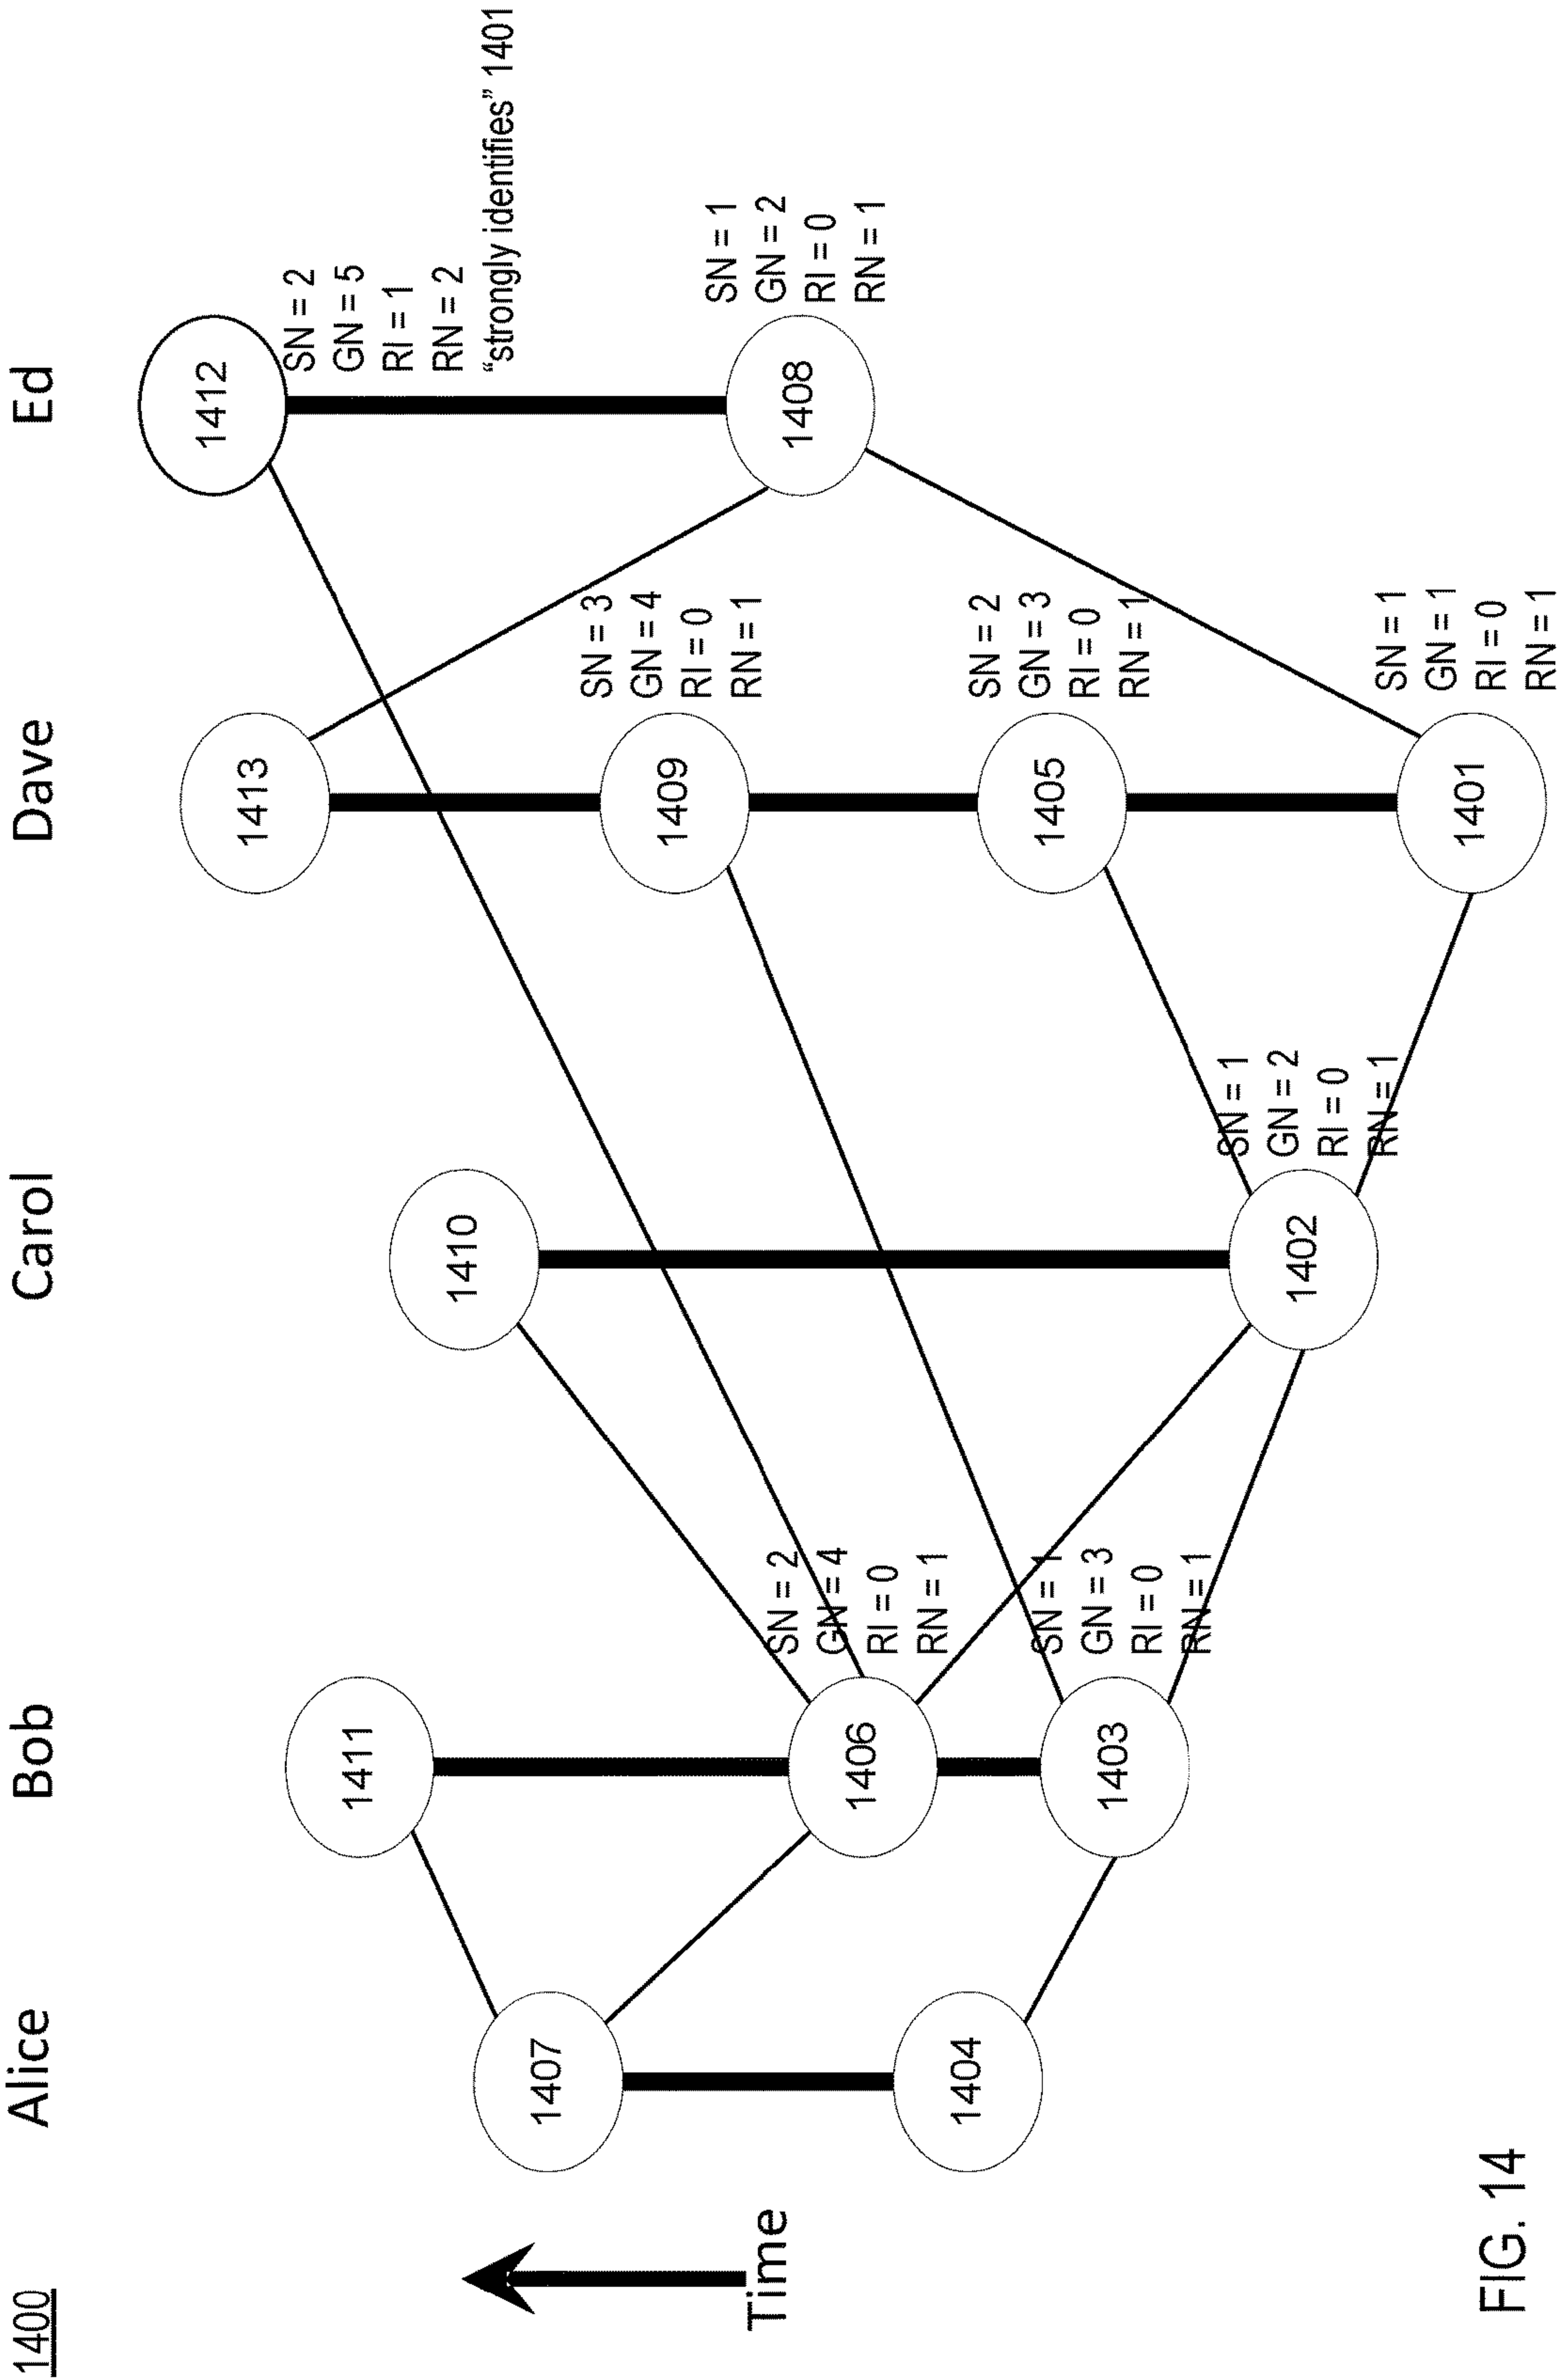 1400
Alice
Bob
Carol
Dave
Ed
1412
SN = 2
GN = 5
RI = 1
RN = 2
"strongly identifies" 1401
1413
1411
1410
1407
1409
SN = 3
GN = 4
RI = 0
RN = 1
1408
SN = 1
GN = 2
RI = 0
RN = 1
Time
1406
SN = 2
GN = 4
RI = 0
RN = 1
1404
1405
SN = 2
GN = 3
RI = 0
RN = 1
1403
SN = 1
GN = 3
RI = 0
RN = 1
1402
SN = 1
GN = 2
RI = 0
RN = 1
1401
SN = 1
GN = 1
RI = 0
RN = 1
FIG. 14